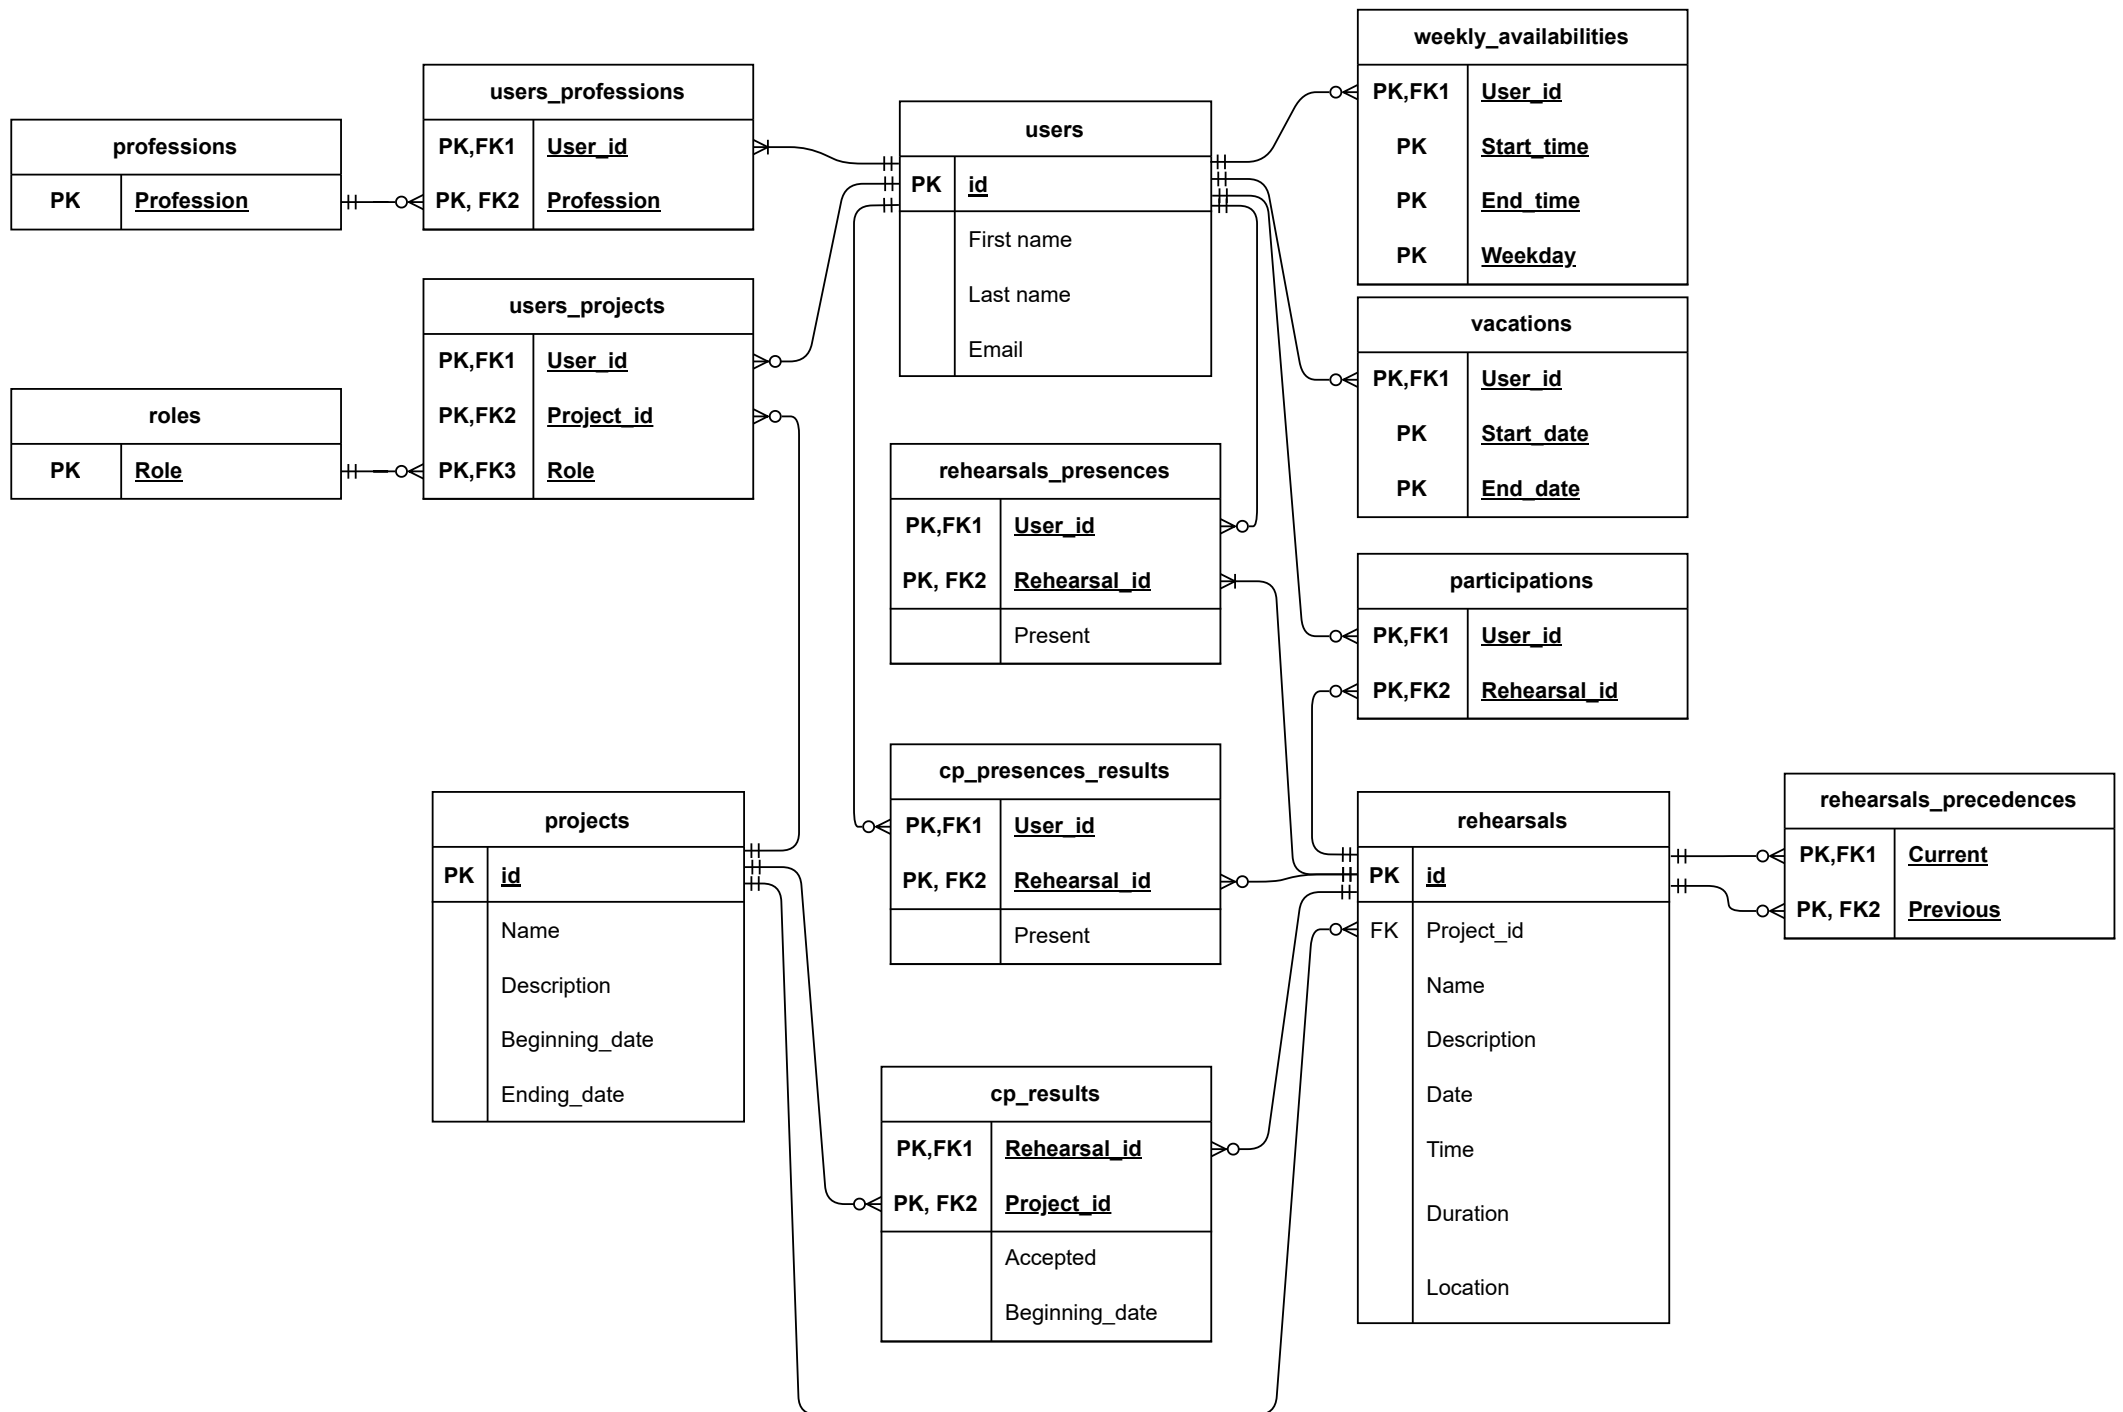 professions
PK Profession
users_professions
PK,FK1 User_id
PK, FK2 Profession
roles
PK Role
users_projects
PK,FK1 User_id
PK,FK2 Project_id
PK,FK3 Role
users
PK id
First name
Last name
Email
weekly_availabilities
PK,FK1 User_id
PK Start_time
PK End_time
PK Weekday
vacations
PK,FK1 User_id
PK Start_date
PK End_date
rehearsals_presences
PK,FK1 User_id
PK, FK2 Rehearsal_id
Present
participations
PK,FK1 User_id
PK,FK2 Rehearsal_id
cp_presences_results
PK,FK1 User_id
PK, FK2 Rehearsal_id
Present
projects
PK id
Name
Description
Beginning_date
Ending_date
rehearsals
PK id
FK Project_id
Name
Description
Date
Time
Duration
Location
rehearsals_precedences
PK,FK1 Current
PK, FK2 Previous
cp_results
PK,FK1 Rehearsal_id
PK, FK2 Project_id
Accepted
Beginning_date